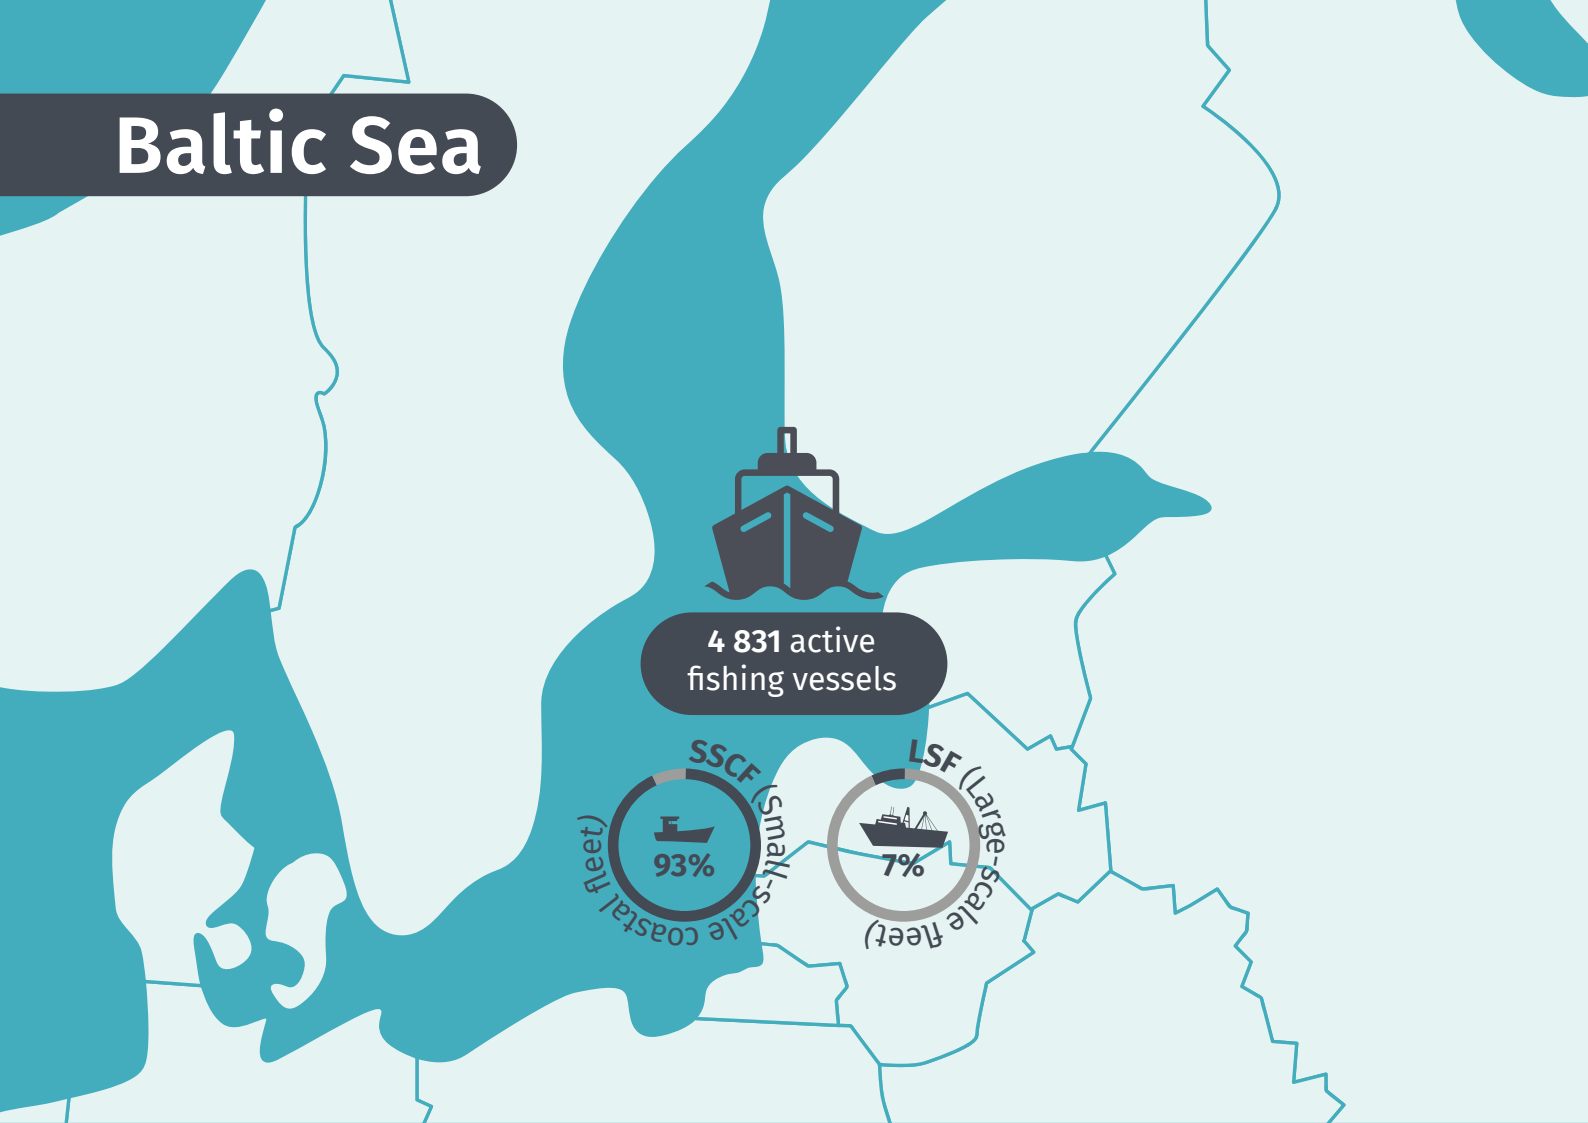 Baltic Sea
4 831 active
fishing vessels
SSCF (Small-scale coastal fleet)
93%
LSF (Large-scale fleet)
7%